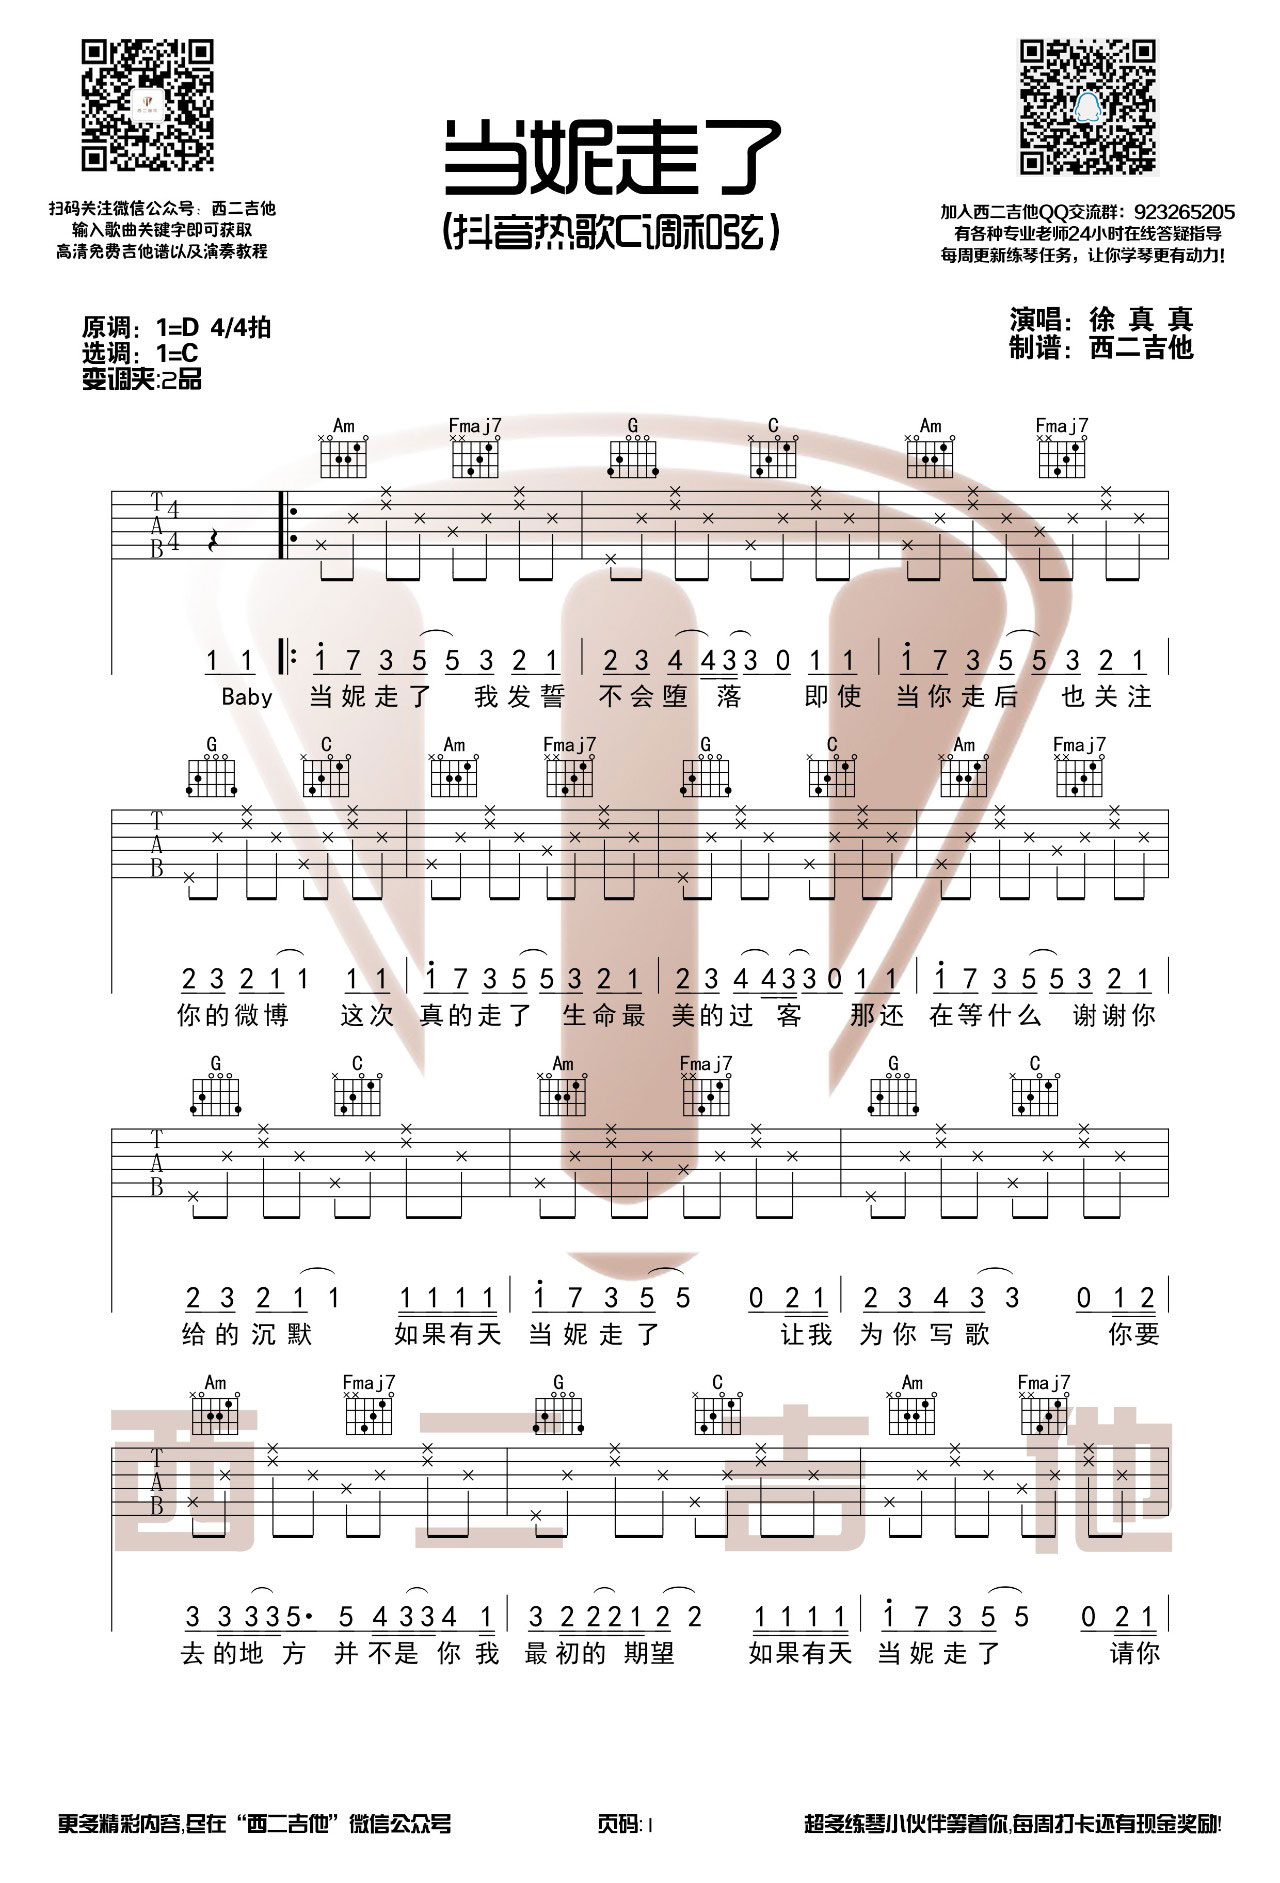 当妮走了
(抖音热歌C调和弦)
扫码关注微信公众号：西二吉他
输入歌曲关键字即可获取
高清免费吉他谱以及演奏教程
加入西二吉他QQ交流群：923265205
有各种专业老师24小时在线答疑指导
每周更新练琴任务，让你学琴更有动力！
原调：1=D 4/4拍
选调：1=C
变调夹:2品
演唱：徐 真 真
制谱：西二吉他
Am Fmaj7 G C Am Fmaj7
T A B 4 4
1 1 1 7 3 5 5 3 2 1 2 3 4 4 3 3 0 1 1 1 7 3 5 5 3 2 1
Baby 当妮走了 我发誓 不会堕 落 即使 当你走后 也关注
G C Am Fmaj7 G C Am Fmaj7
T A B
2 3 2 1 1 1 1 1 7 3 5 5 3 2 1 2 3 4 4 3 3 0 1 1 1 7 3 5 5 3 2 1
你的微博 这次 真的走了 生命最 美的过 客 那还 在等什么 谢谢你
G C Am Fmaj7 G C
T A B
2 3 2 1 1 1 1 1 1 1 7 3 5 5 0 2 1 2 3 4 3 3 0 1 2
给的沉默 如果有天 当妮走了 让我 为你写歌 你要
Am Fmaj7 G C Am Fmaj7
T A B
3 3 3 3 5· 5 4 3 3 4 1 3 2 2 2 1 2 2 1 1 1 1 1 7 3 5 5 0 2 1
去的地 方 并不是 你我 最初的 期望 如果有天 当妮走了 请你
西二吉他
更多精彩内容,尽在“西二吉他”微信公众号
页码:1
超多练琴小伙伴等着你,每周打卡还有现金奖励!